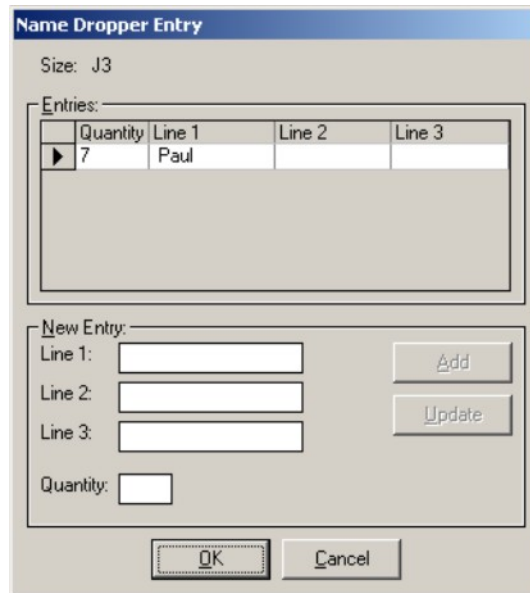 Name Dropper Entry
Size: J3
Entries:
Quantity Line 1 Line 2 Line 3
7 Paul
New Entry:
Line 1:
Add
Line 2:
Update
Line 3:
Quantity:
OK Cancel